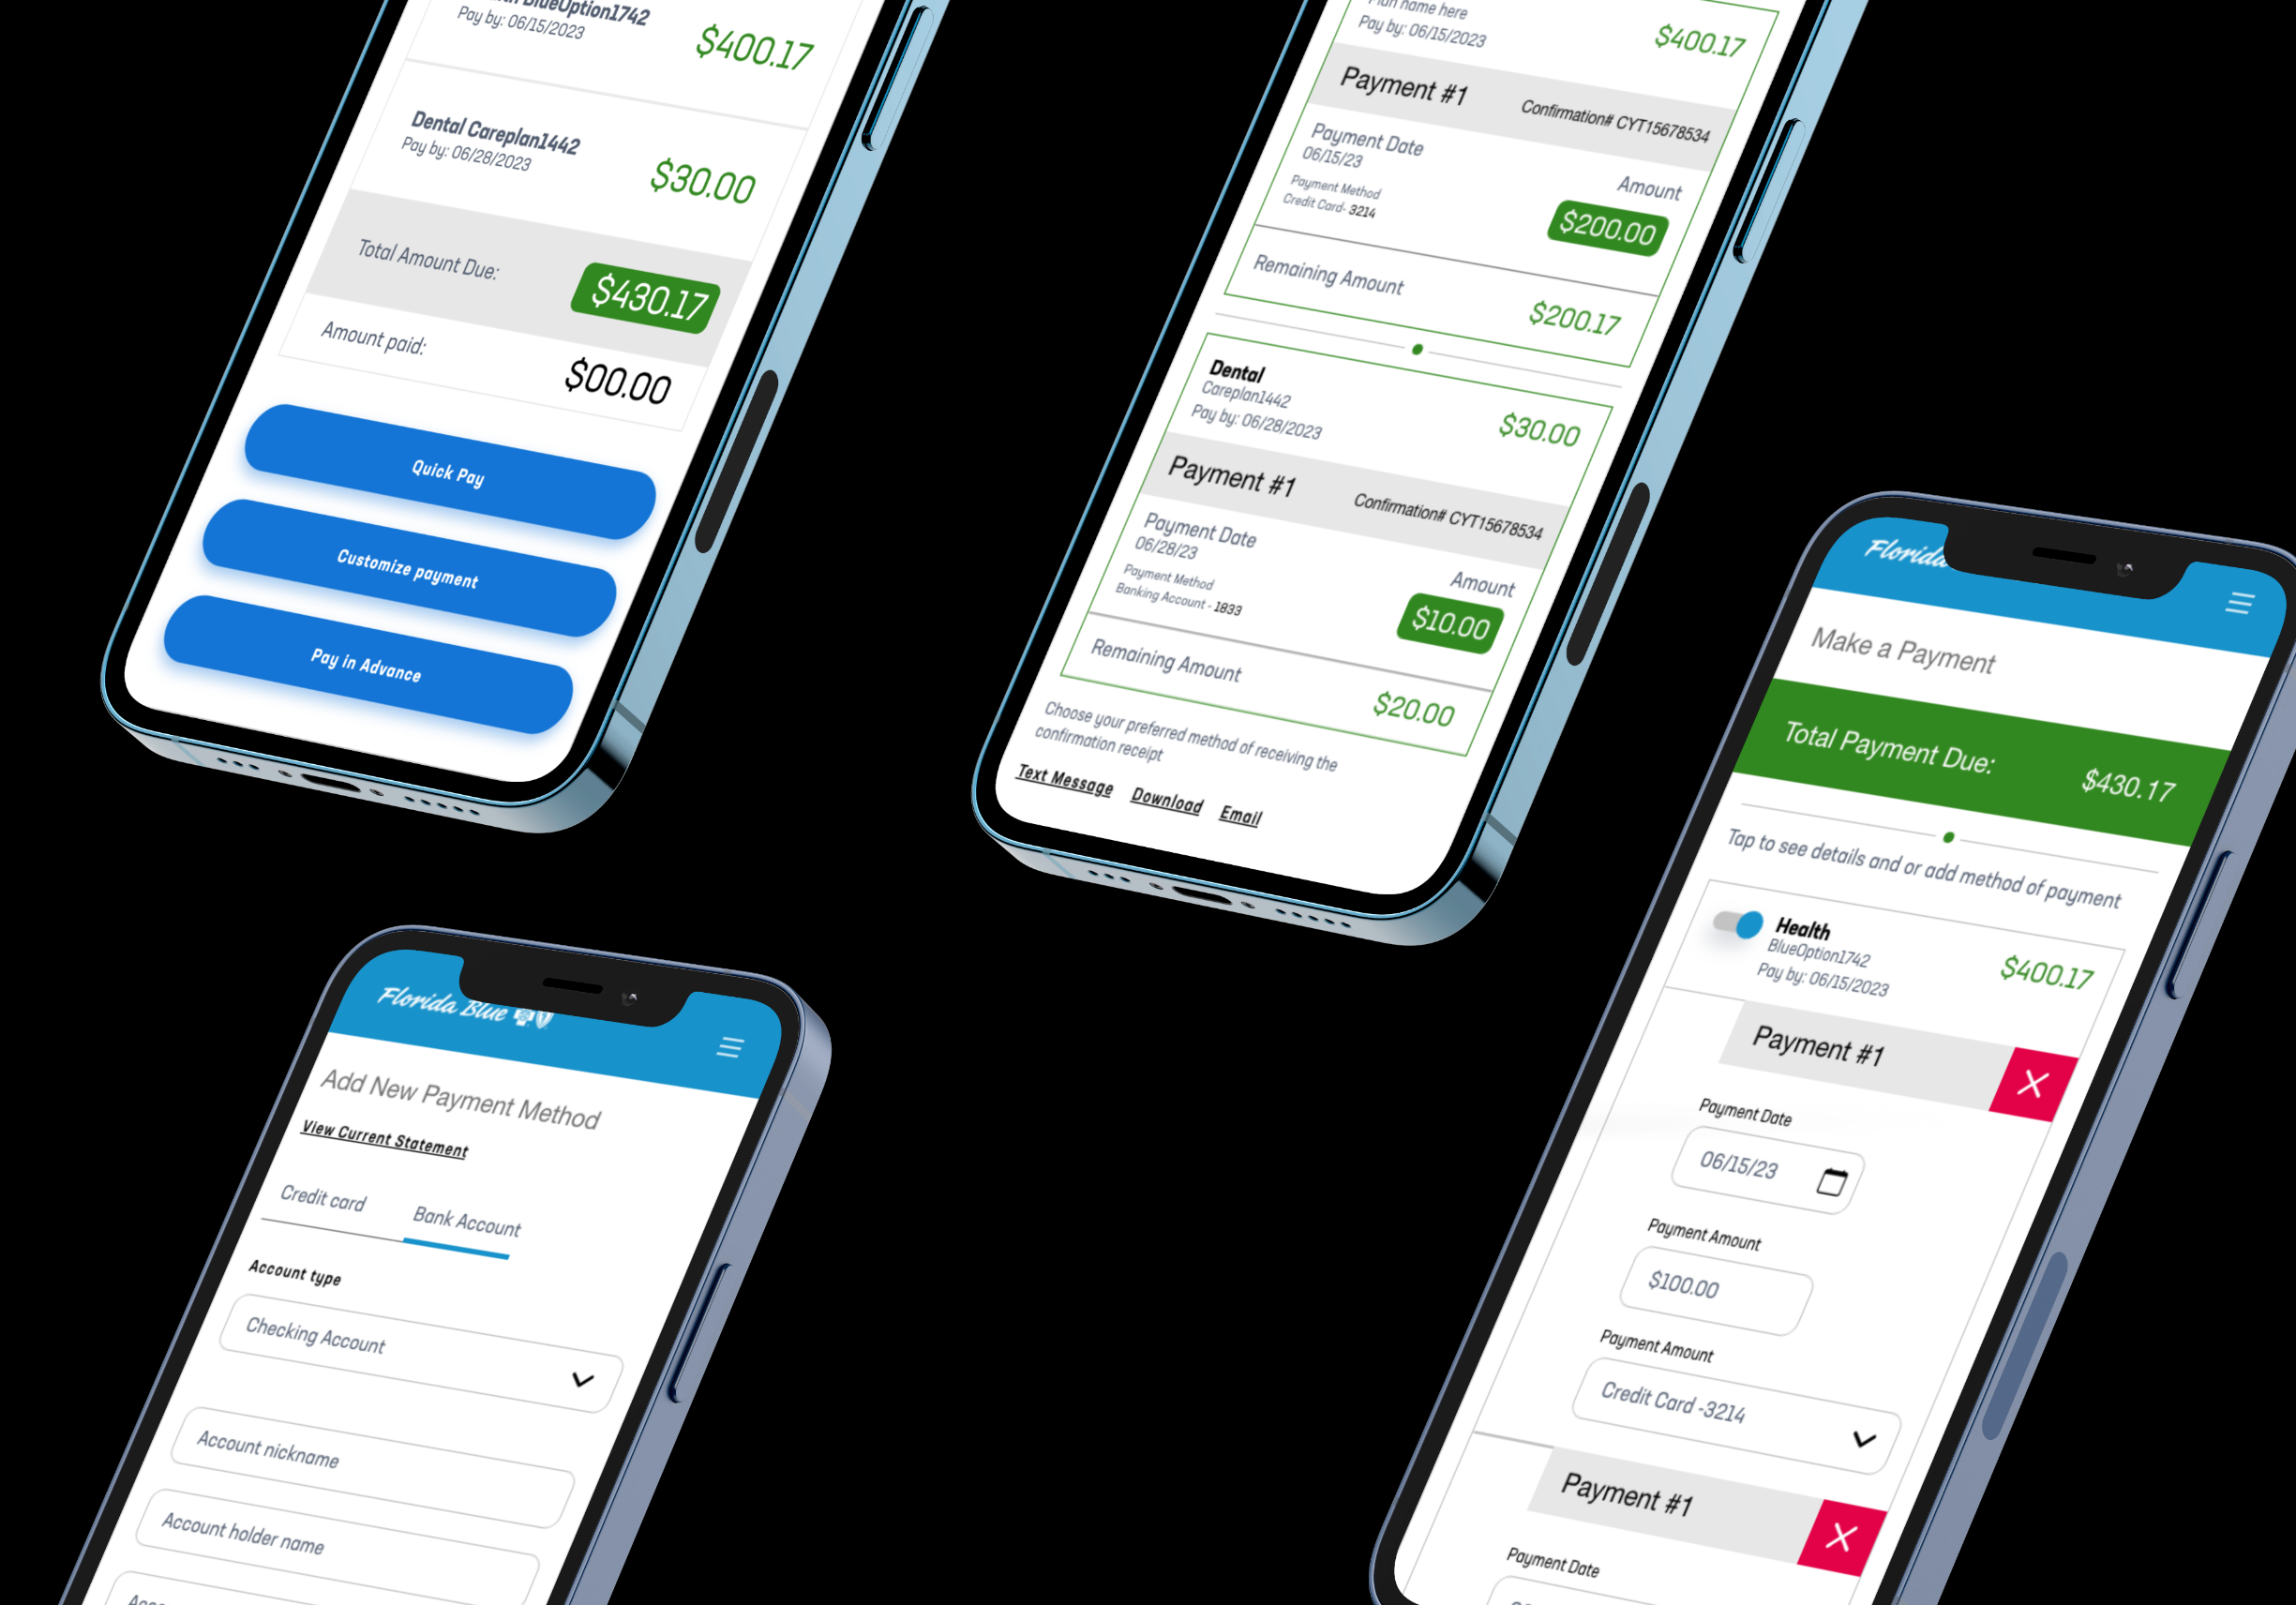 BlueOption1742
Pay by: 06/15/2023
$400.17
Dental Careplan1442
Pay by: 06/28/2023
$30.00
Total Amount Due:
$430.17
Amount paid:
$00.00
Quick Pay
Customize payment
Pay in Advance
Plan name here
Pay by: 06/15/2023
$400.17
Payment #1
Confirmation# CYT15678534
Payment Date
06/15/23
Payment Method
Credit Card- 3214
Amount
$200.00
Remaining Amount
$200.17
Dental
Careplan1442
Pay by: 06/28/2023
$30.00
Payment #1
Confirmation# CYT15678534
Payment Date
06/28/23
Payment Method
Banking Account - 1833
Amount
$10.00
Remaining Amount
$20.00
Choose your preferred method of receiving the
confirmation receipt
Text Message Download Email
Florida Blue
Add New Payment Method
View Current Statement
Credit card Bank Account
Account type
Checking Account
Account nickname
Account holder name
Florida
Make a Payment
Total Payment Due: $430.17
Tap to see details and or add method of payment
Health
BlueOption1742
Pay by: 06/15/2023
$400.17
Payment #1
Payment Date
06/15/23
Payment Amount
$100.00
Payment Amount
Credit Card -3214
Payment #1
Payment Date